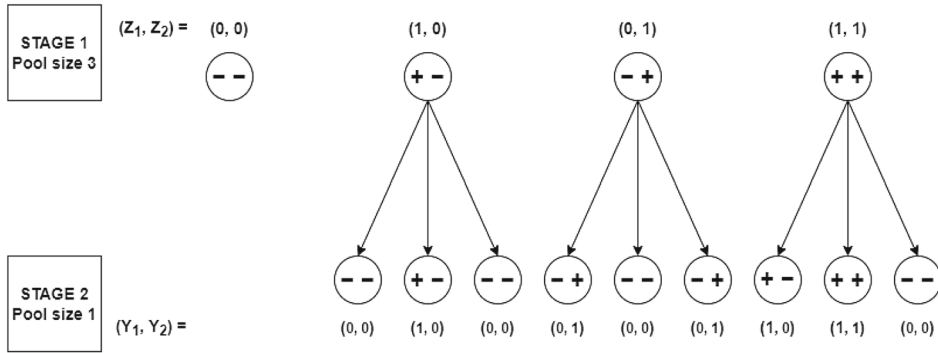 STAGE 1
Pool size 3
(Z₁, Z₂) = (0, 0) (1, 0) (0, 1) (1, 1)
− − + − − + + +
− − + − − − − + − − − + + − + + − −
STAGE 2
Pool size 1
(Y₁, Y₂) = (0, 0) (1, 0) (0, 0) (0, 1) (0, 0) (0, 1) (1, 0) (1, 1) (0, 0)